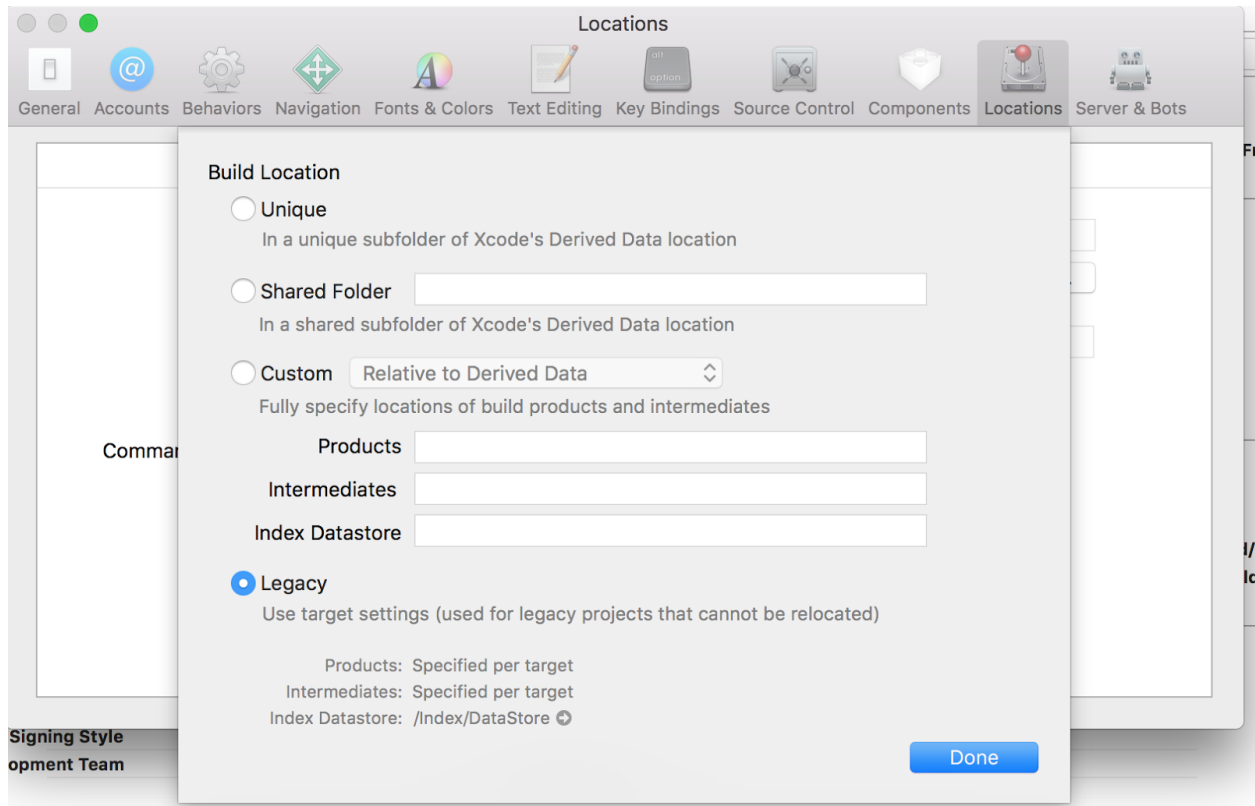 Locations
General Accounts Behaviors Navigation Fonts & Colors Text Editing Key Bindings Source Control Components Locations Server & Bots
alt
option
Build Location
Unique
In a unique subfolder of Xcode's Derived Data location
Shared Folder
In a shared subfolder of Xcode's Derived Data location
Custom Relative to Derived Data
Fully specify locations of build products and intermediates
Products
Intermediates
Index Datastore
Legacy
Use target settings (used for legacy projects that cannot be relocated)
Products: Specified per target
Intermediates: Specified per target
Index Datastore: /Index/DataStore
Done
Signing Style
opment Team